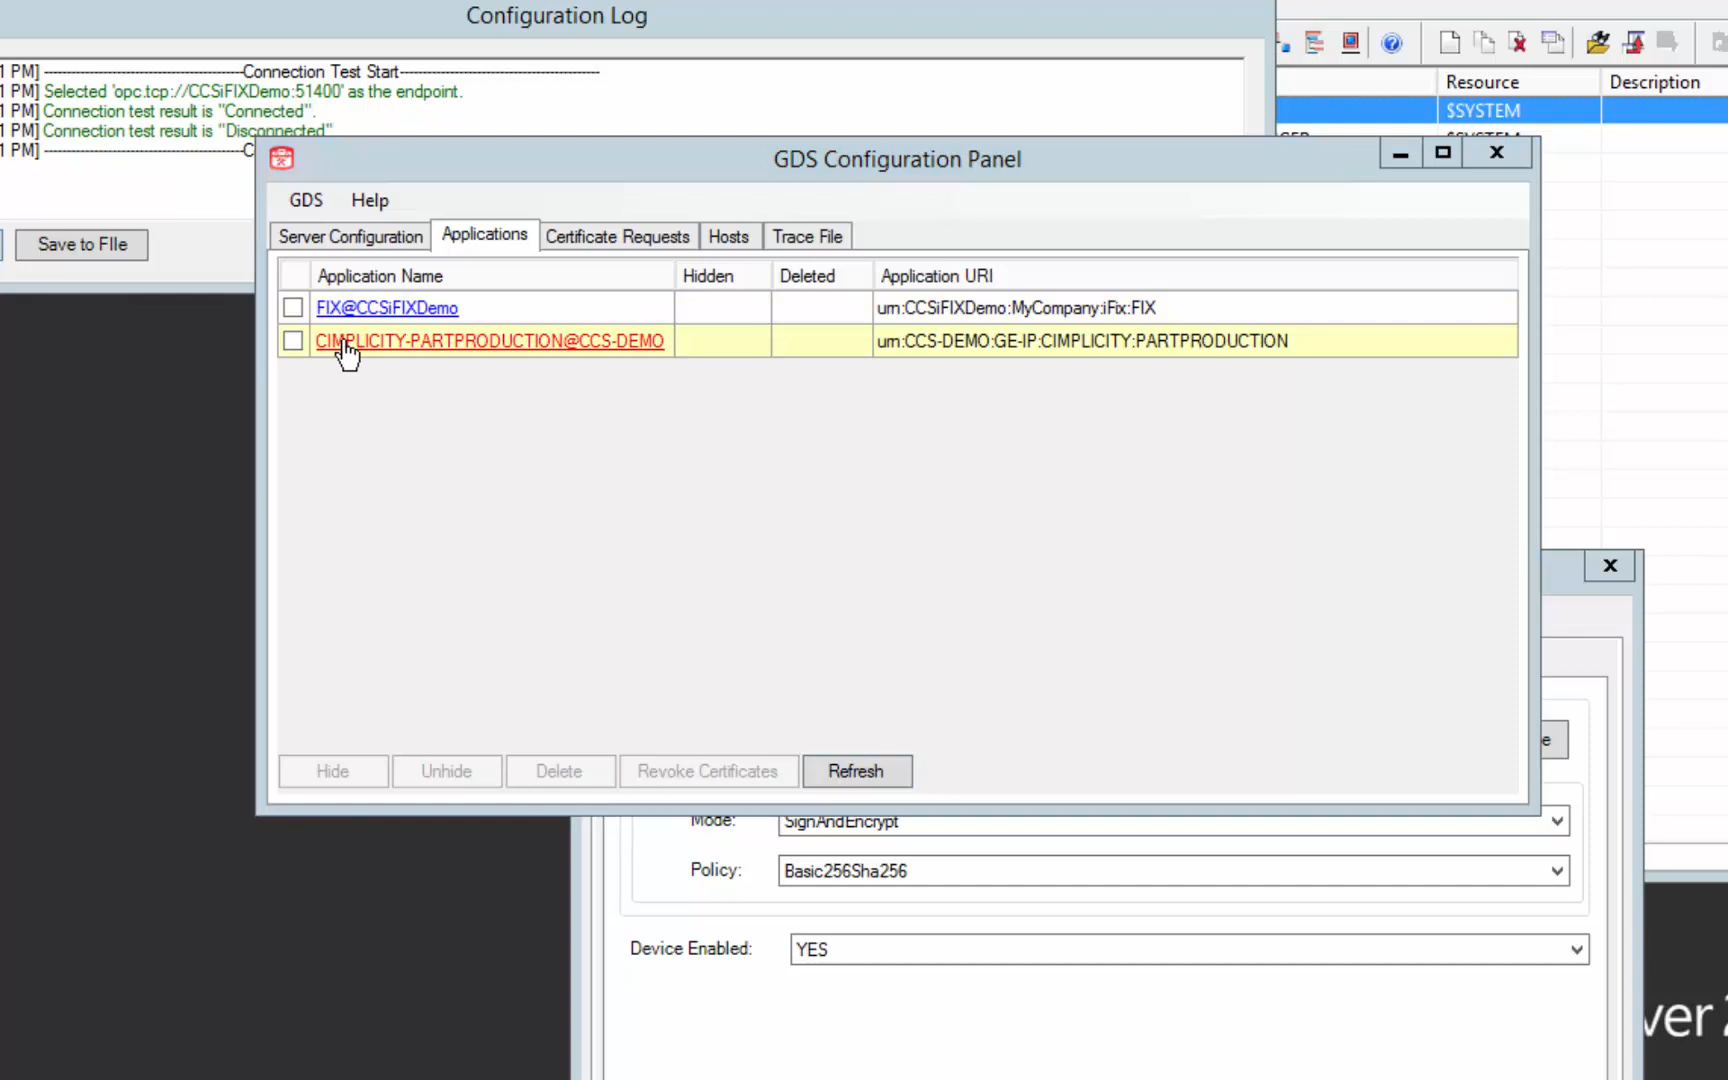 Configuration Log
1 PM] -----Connection Test Start-----
1 PM] Selected 'opc.tcp://CCSiFIXDemo:51400' as the endpoint.
1 PM] Connection test result is "Connected".
1 PM] Connection test result is "Disconnected"
1 PM] -----C
Save to FIle
Resource Description
$SYSTEM
$SYSTEM
GDS Configuration Panel
GDS Help
Server Configuration Applications Certificate Requests Hosts Trace File
Application Name Hidden Deleted Application URI
FIX@CCSiFIXDemo urn:CCSiFIXDemo:MyCompany:iFix:FIX
CIMPLICITY-PARTPRODUCTION@CCS-DEMO urn:CCS-DEMO:GE-IP:CIMPLICITY:PARTPRODUCTION
Hide Unhide Delete Revoke Certificates Refresh
e
Mode: SignAndEncrypt
Policy: Basic256Sha256
Device Enabled: YES
ver 2